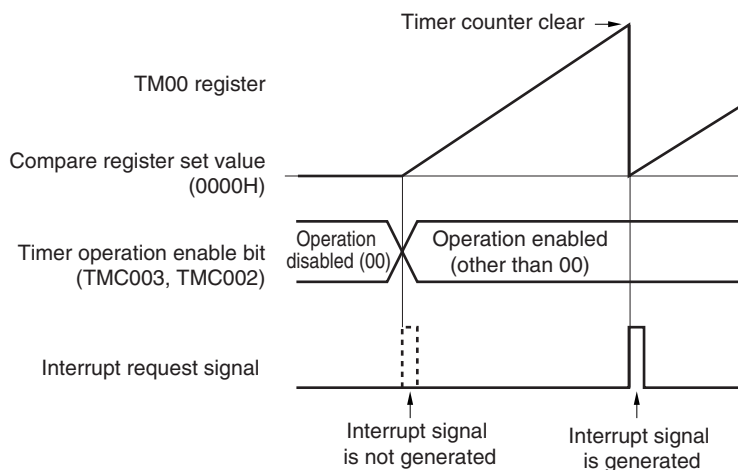 Timer counter clear
TM00 register
Compare register set value
(0000H)
Timer operation enable bit
(TMC003, TMC002)
Operation
disabled (00)
Operation enabled
(other than 00)
Interrupt request signal
Interrupt signal
is not generated
Interrupt signal
is generated